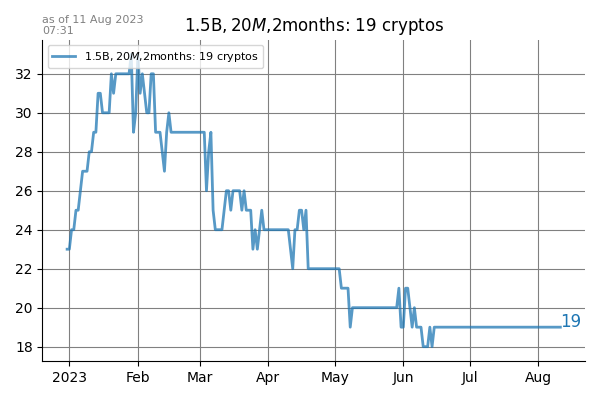 as of 11 Aug 2023
07:31
1.5B, 20M,2months: 19 cryptos
1.5B, 20M,2months: 19 cryptos
32
30
28
26
24
22
20
18
19
2023 Feb Mar Apr May Jun Jul Aug